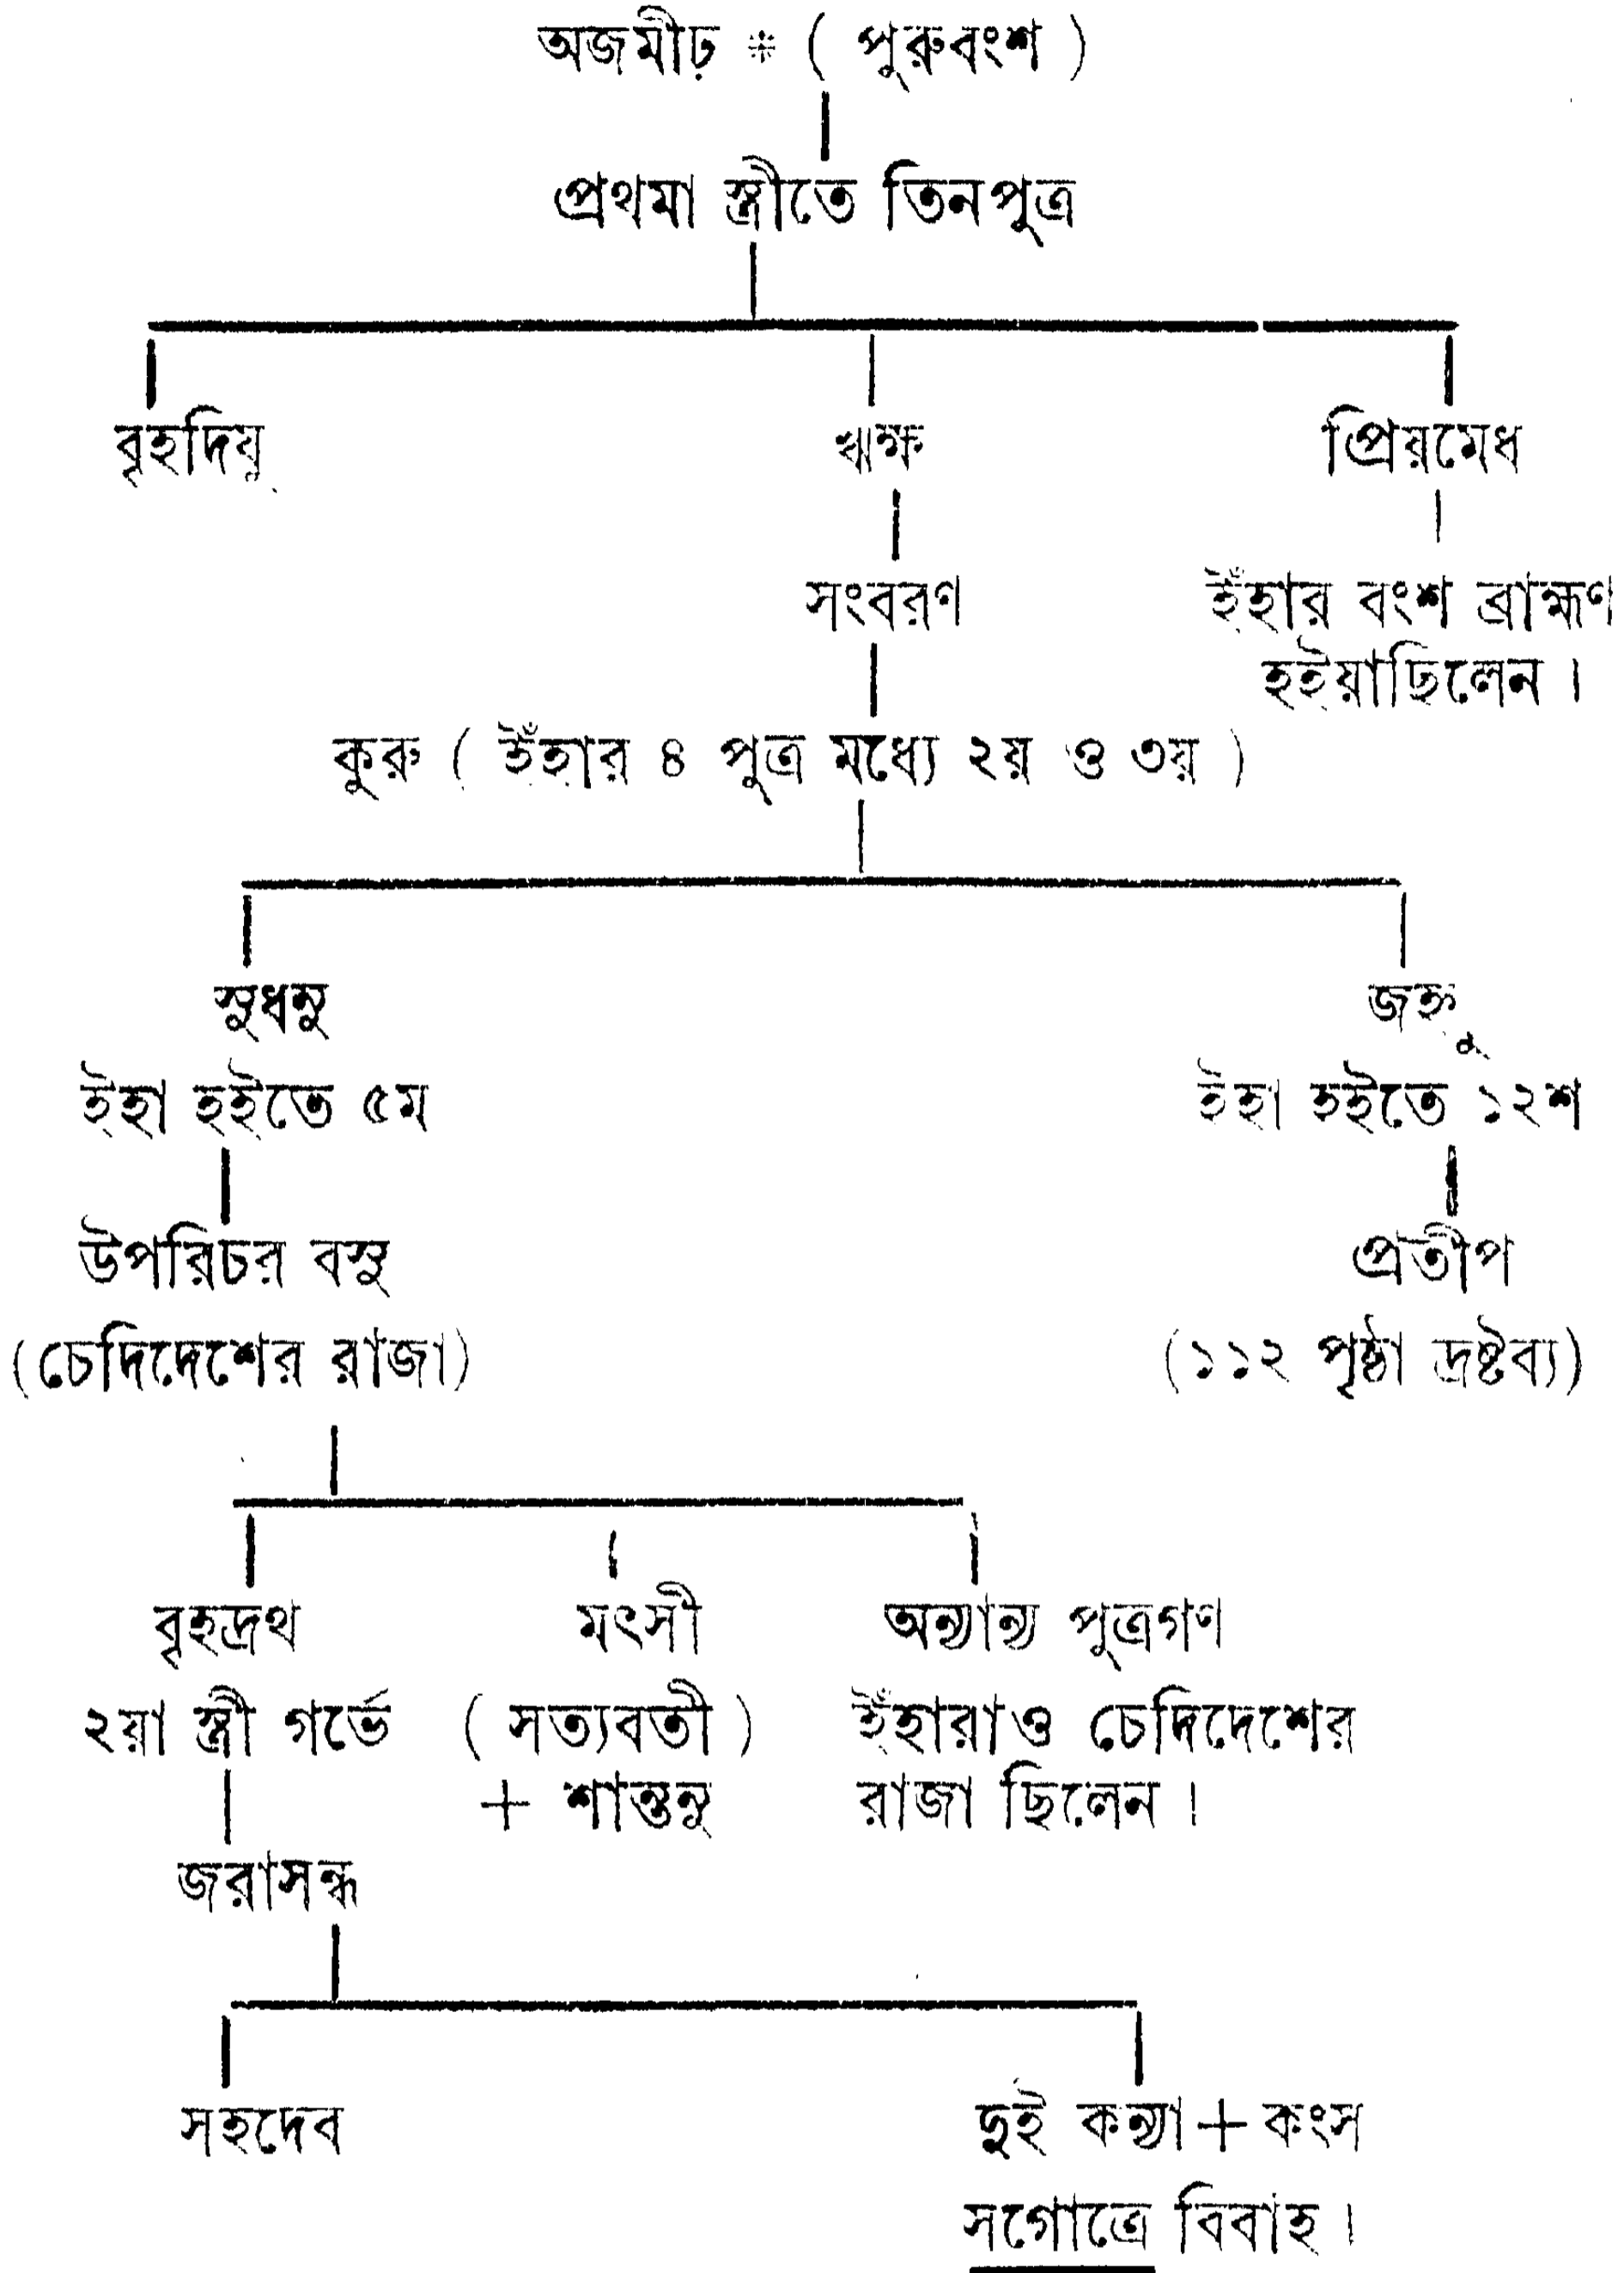 অজমীঢ় * ( পুরুবংশ )
প্রথমা স্ত্রীতে তিনপুত্র
বৃহদিষু ঋক্ষ প্রিয়মেধ
সংবরণ ইঁহার বংশ ব্রাহ্মণ
হইয়াছিলেন ।
কুরু ( ইঁহার ৪ পুত্র মধ্যে ২য় ও ৩য় )
সুধনু জহ্নু
ইহা হইতে ৫ম ইহা হইতে ১২শ
উপরিচর বসু প্রতীপ
(চেদিদেশের রাজা) (১১২ পৃষ্ঠা দ্রষ্টব্য)
বৃহদ্রথ মৎসী অন্যান্য পুত্রগণ
২য়া স্ত্রী গর্ভে ( সত্যবতী ) ইঁহারাও চেদিদেশের
+ শান্তনু রাজা ছিলেন ।
জরাসন্ধ
সহদেব দুই কন্যা + কংস
সগোত্রে বিবাহ ।